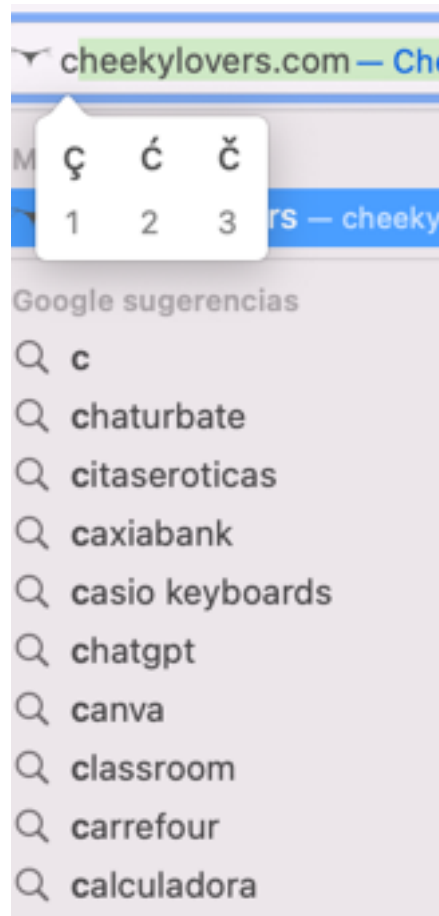 cheekylovers.com — Che
M
ç ć č
1 2 3
rs — cheeky
Google sugerencias
c
chaturbate
citaseroticas
caxiabank
casio keyboards
chatgpt
canva
classroom
carrefour
calculadora